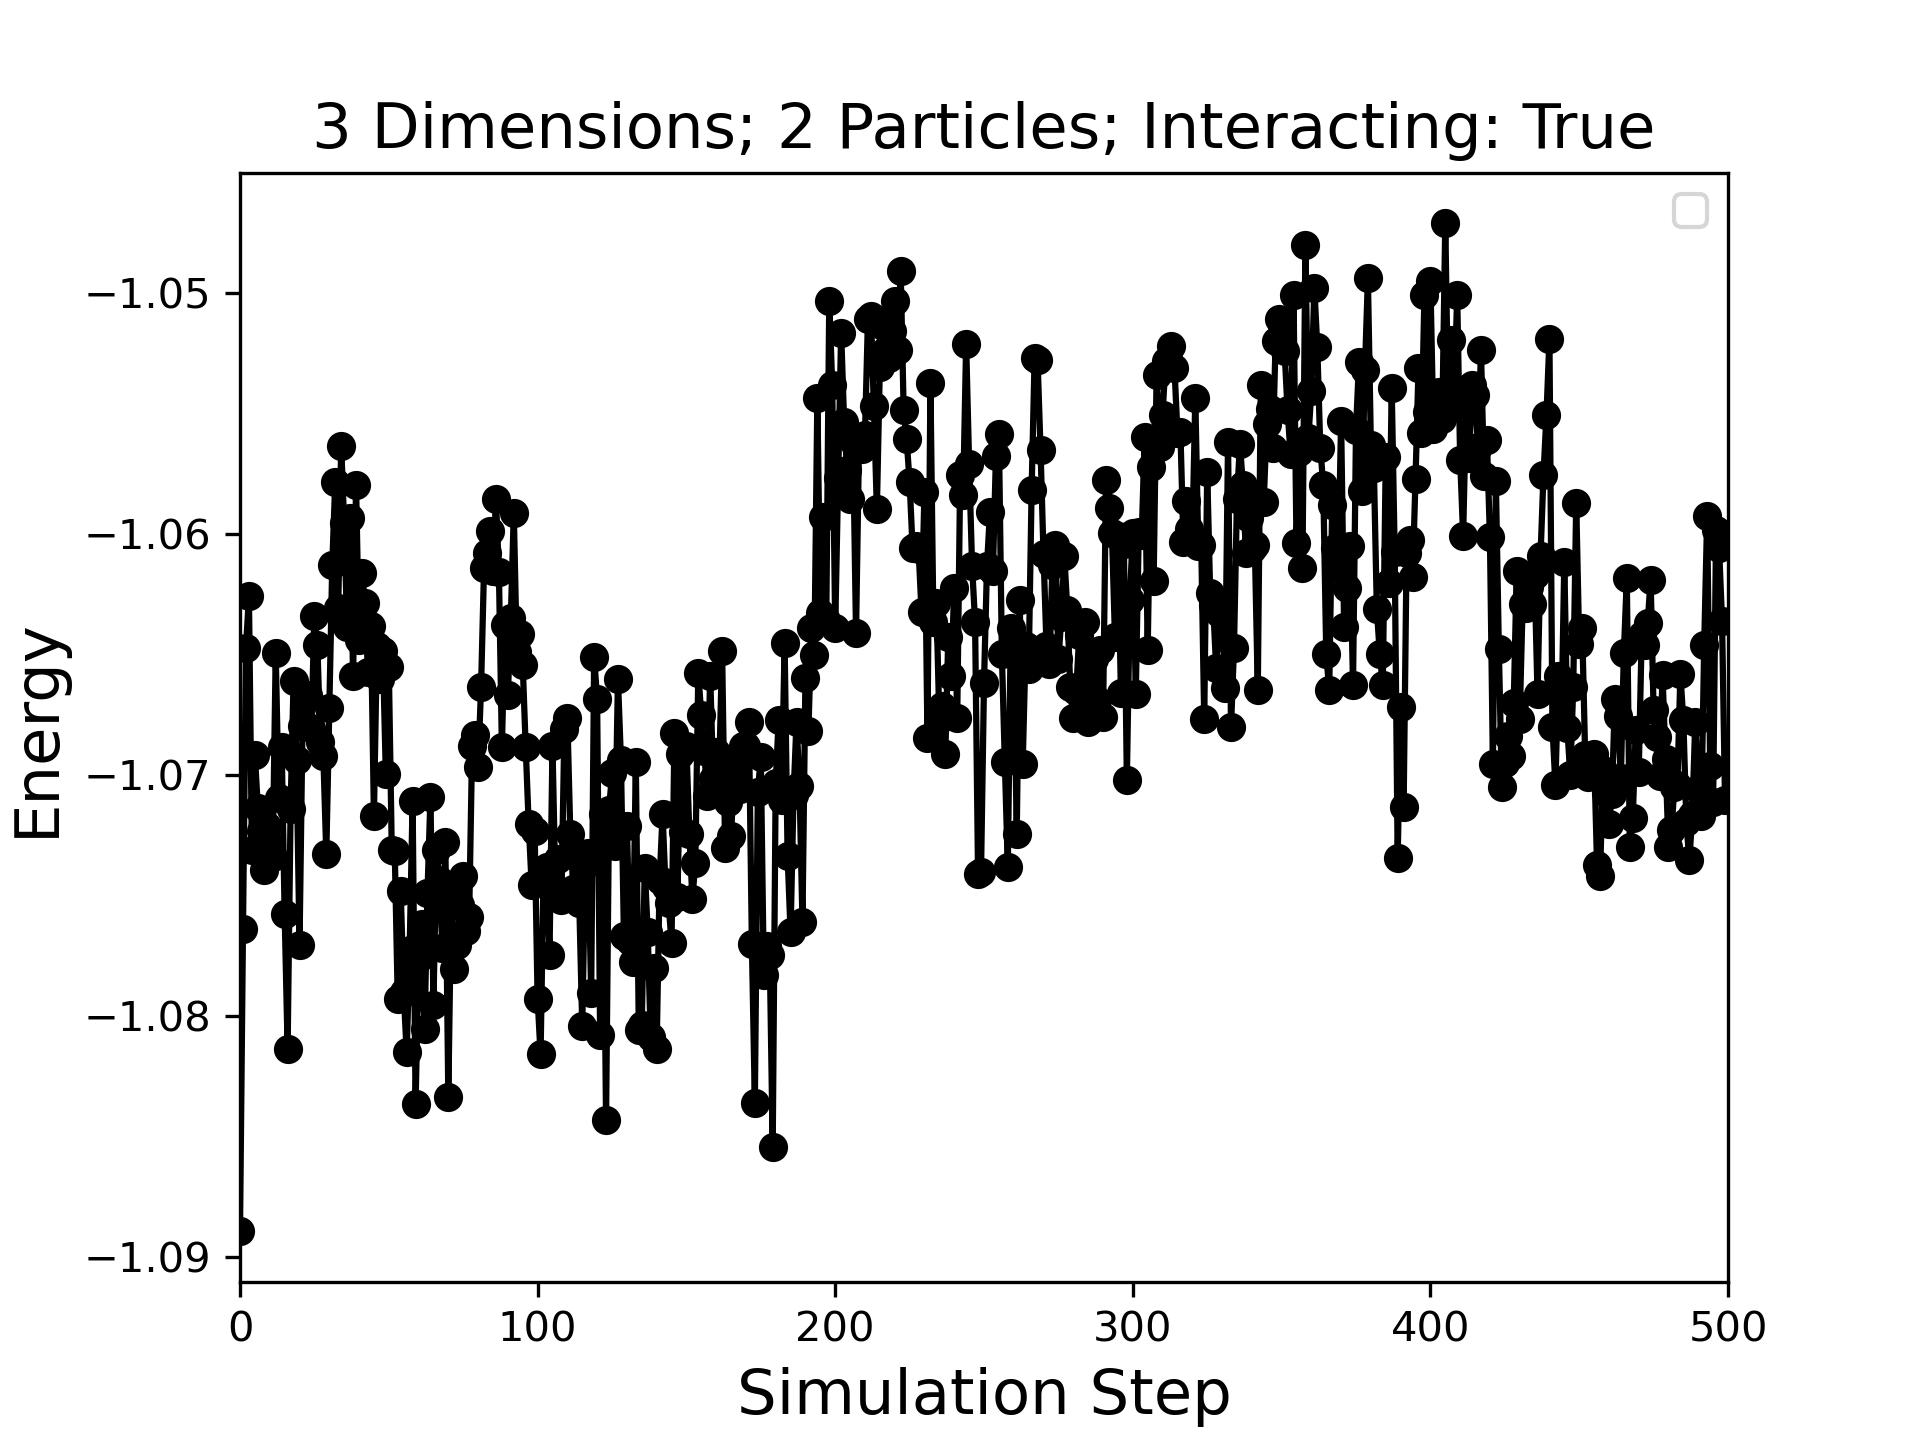 3 Dimensions; 2 Particles; Interacting: True
Energy
−1.05
−1.06
−1.07
−1.08
−1.09
0 100 200 300 400 500
Simulation Step